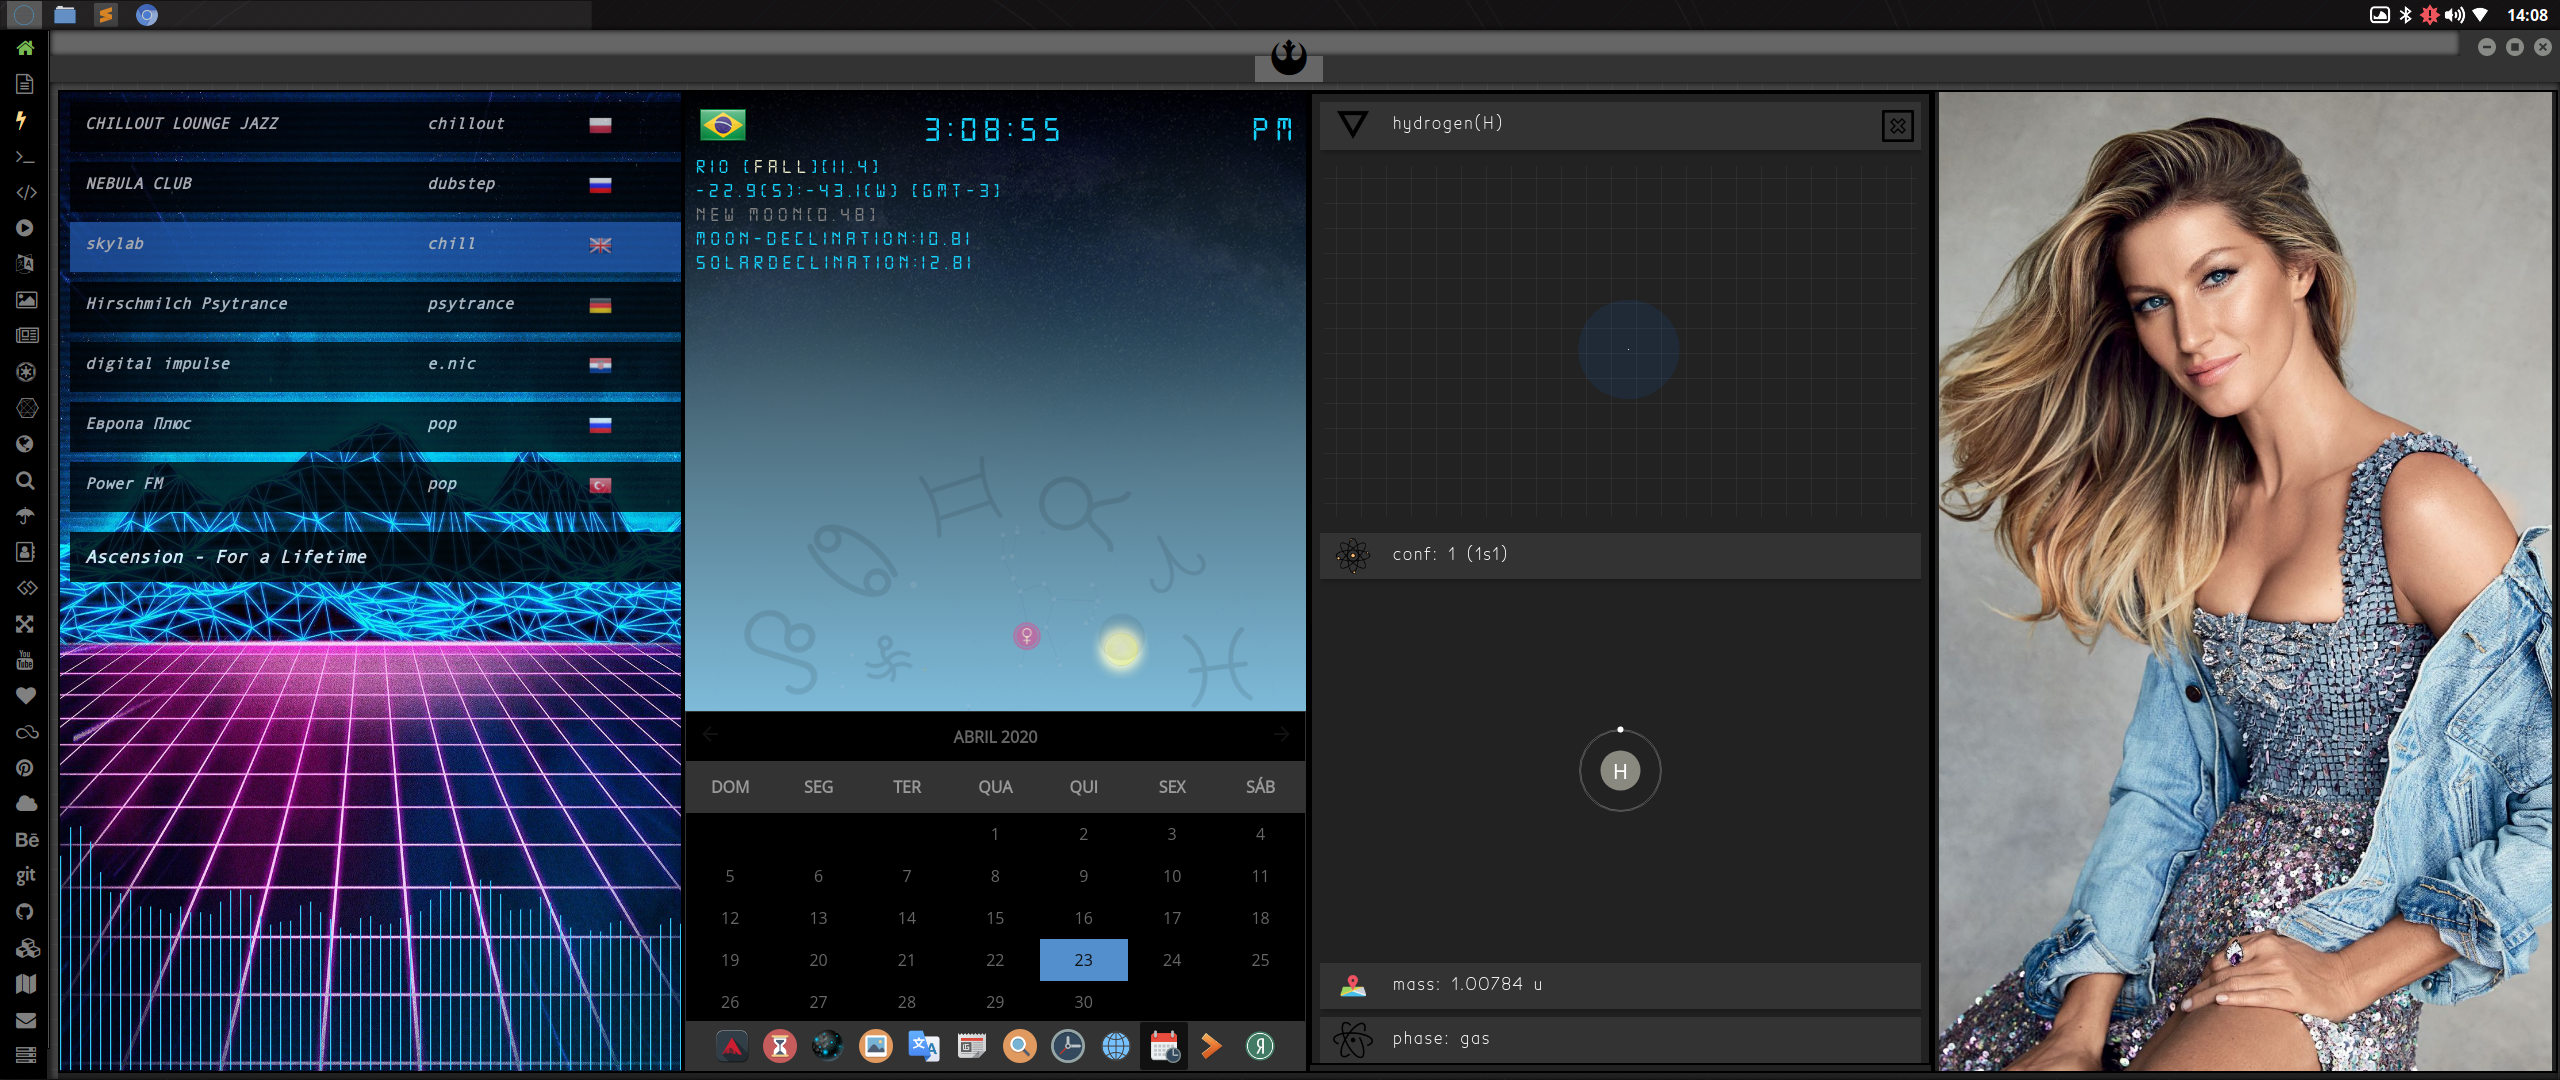 14:08
CHILLOUT LOUNGE JAZZ chillout
NEBULA CLUB dubstep
skylab chill
Hirschmilch Psytrance psytrance
digital impulse e.nic
Европа Плюс pop
Power FM pop
Ascension - For a Lifetime
3:08:55 PM
RIO [FALL][11.4]
-22.9(S):-43.1(W) [GMT-3]
NEW MOON[0.48]
MOON-DECLINATION:10.81
SOLARDECLINATION:12.81
ABRIL 2020
DOM SEG TER QUA QUI SEX SÁB
1 2 3 4
5 6 7 8 9 10 11
12 13 14 15 16 17 18
19 20 21 22 23 24 25
26 27 28 29 30
hydrogen(H)
conf: 1 (1s1)
H
mass: 1.00784 u
phase: gas
You
Tube
Bē
git